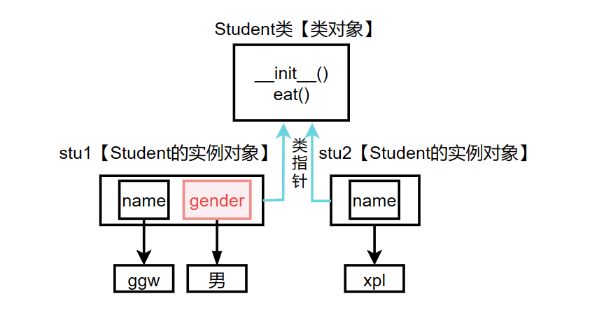 Student类【类对象】
__init__()
eat()
stu1【Student的实例对象】
类指针
stu2【Student的实例对象】
name
gender
name
ggw
男
xpl